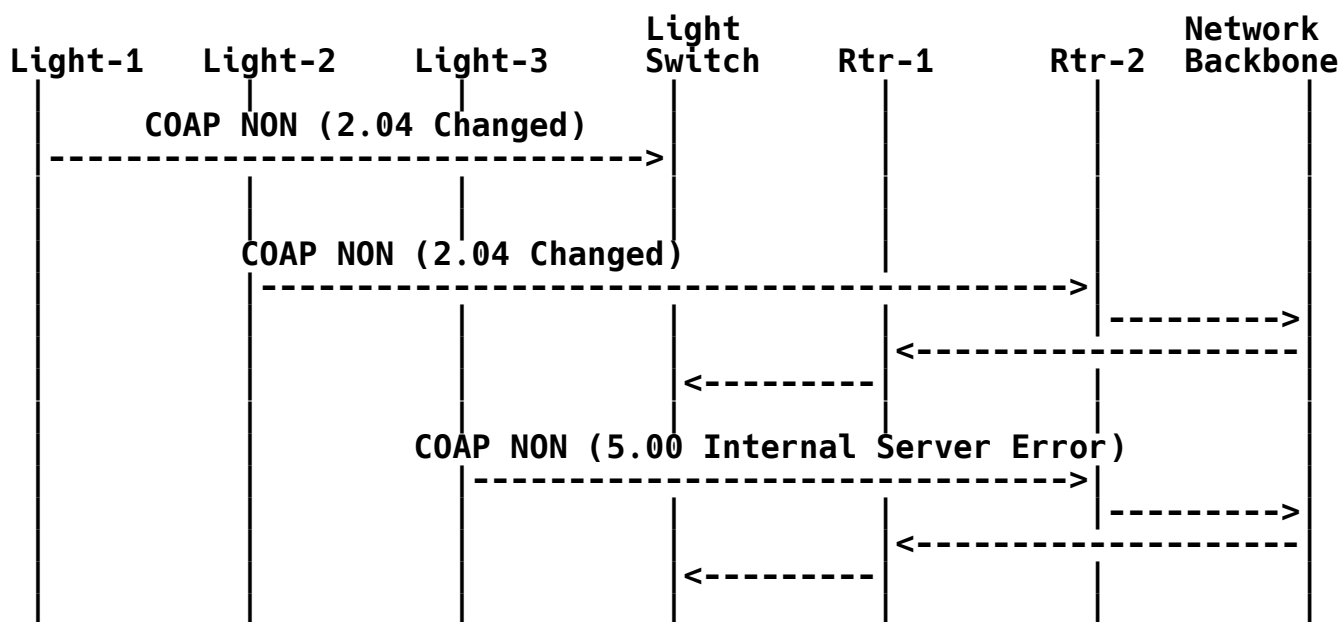 Light Network
Light-1 Light-2 Light-3 Switch Rtr-1 Rtr-2 Backbone
COAP NON (2.04 Changed)
COAP NON (2.04 Changed)
COAP NON (5.00 Internal Server Error)